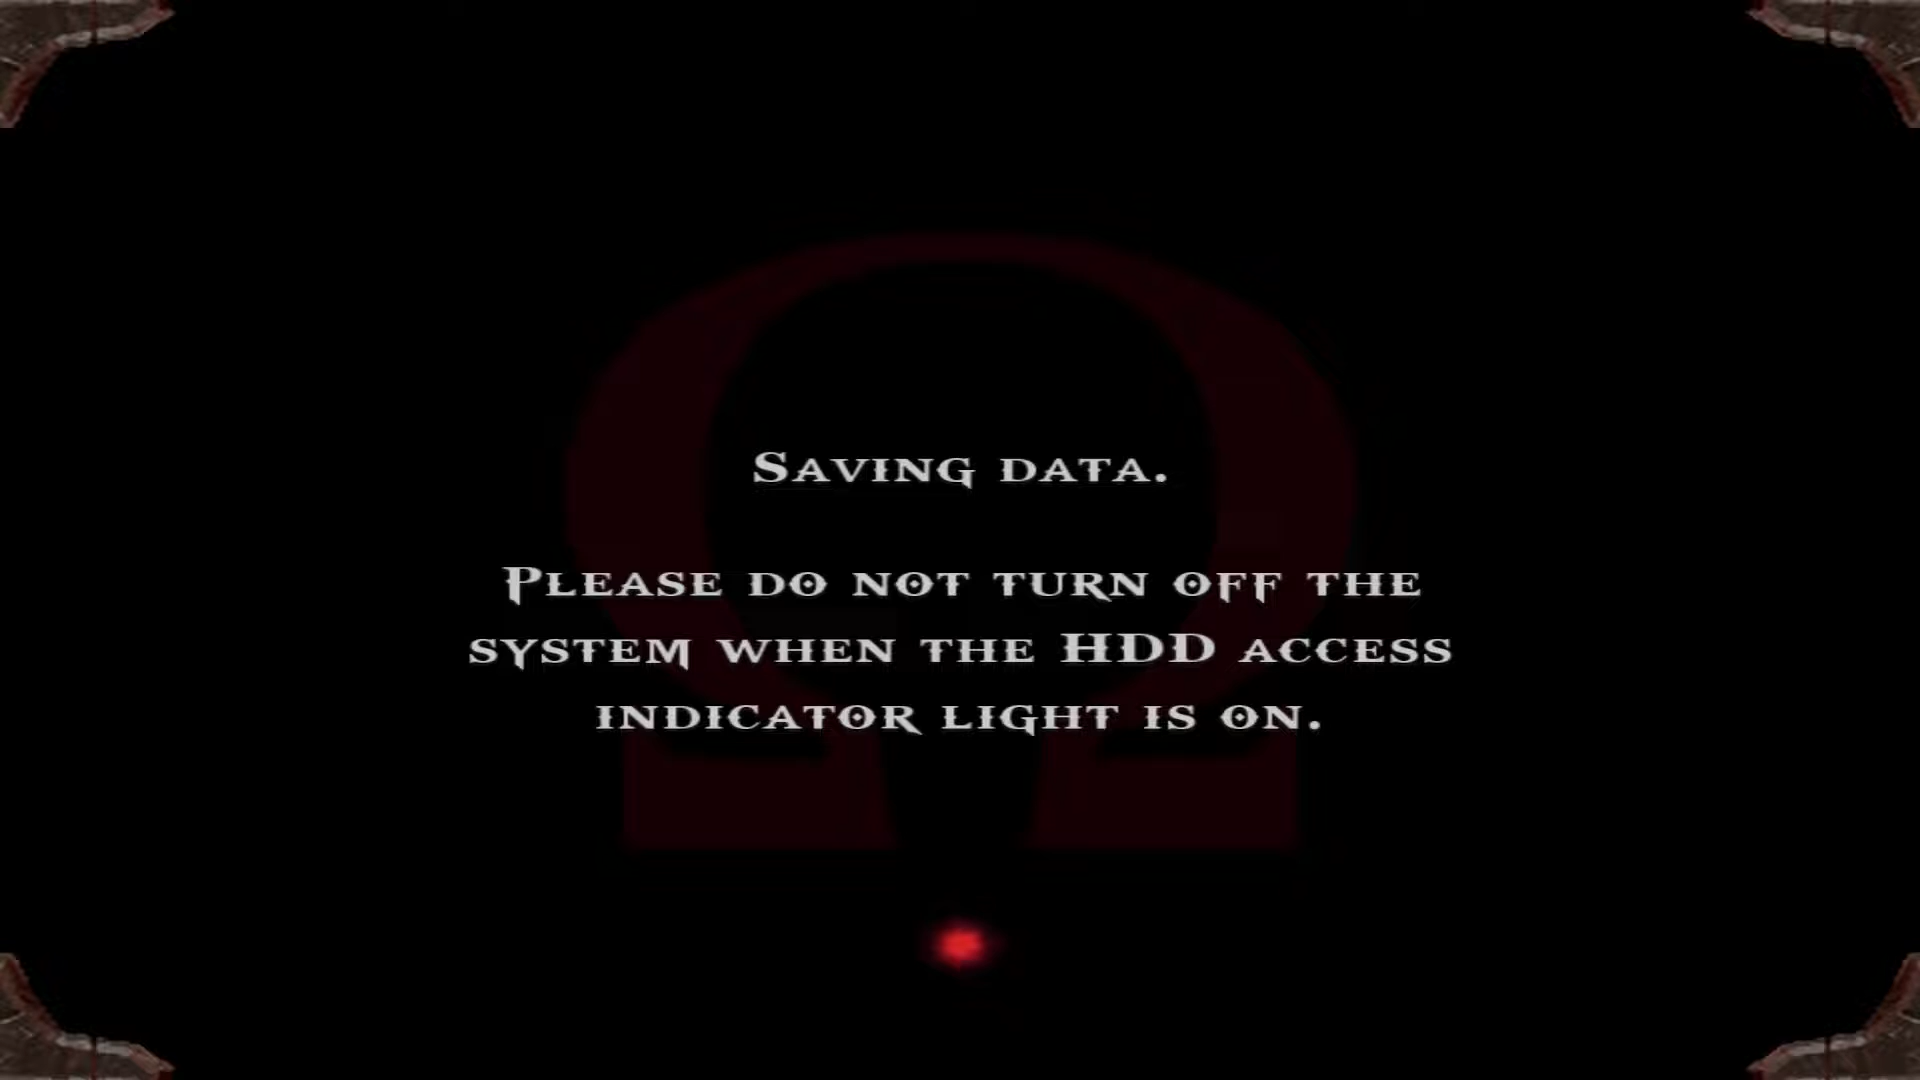 Saving data.
Please do not turn off the
system when the HDD access
indicator light is on.